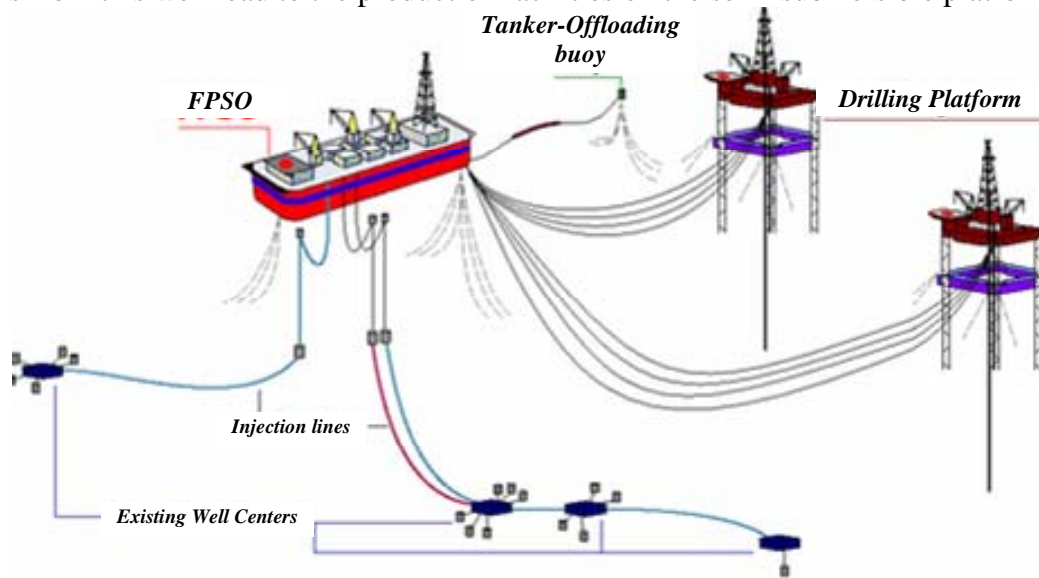 Tanker-Offloading
buoy
FPSO
Drilling Platform
Injection lines
Existing Well Centers